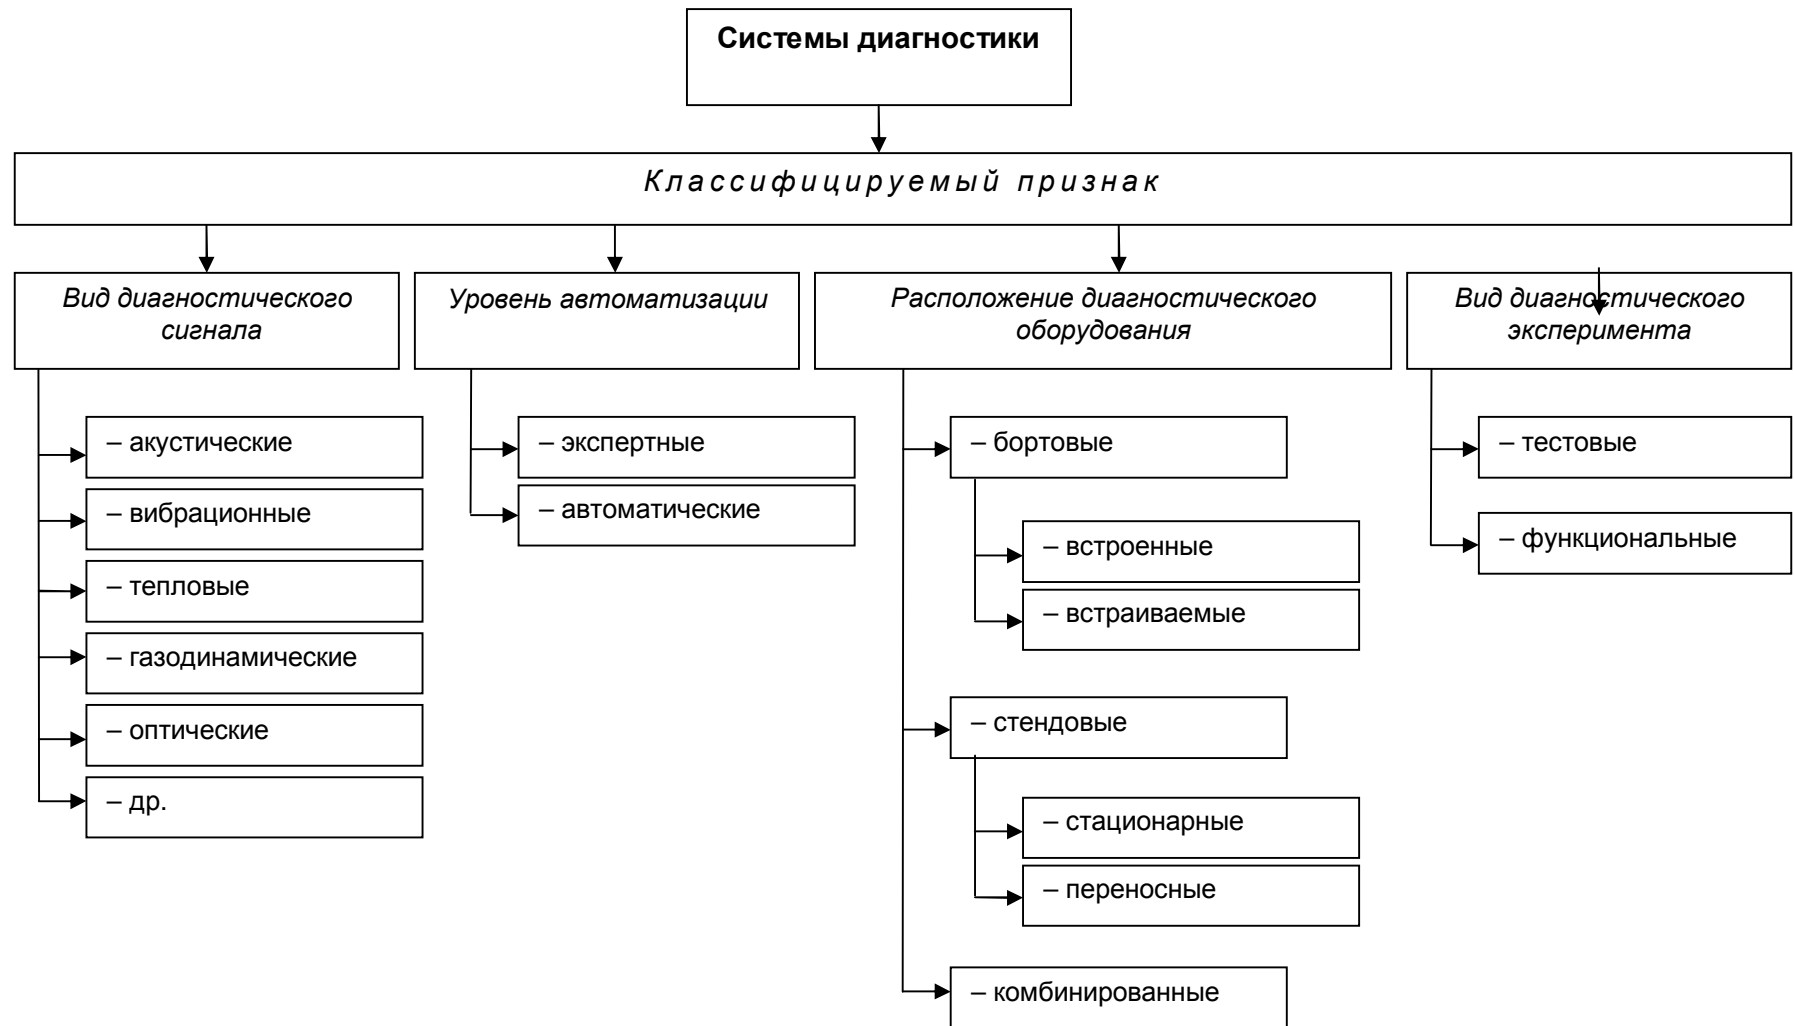 Системы диагностики
Классифицируемый признак
Вид диагностического
сигнала
– акустические
– вибрационные
– тепловые
– газодинамические
– оптические
– др.
Уровень автоматизации
– экспертные
– автоматические
Расположение диагностического
оборудования
– бортовые
– встроенные
– встраиваемые
– стендовые
– стационарные
– переносные
– комбинированные
Вид диагностического
эксперимента
– тестовые
– функциональные